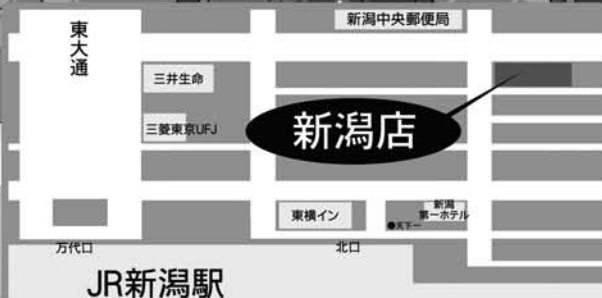 新潟中央郵便局
東大通
三井生命
三菱東京UFJ
新潟店
東横イン
新潟
第一ホテル
●天下一
万代口
北口
JR新潟駅